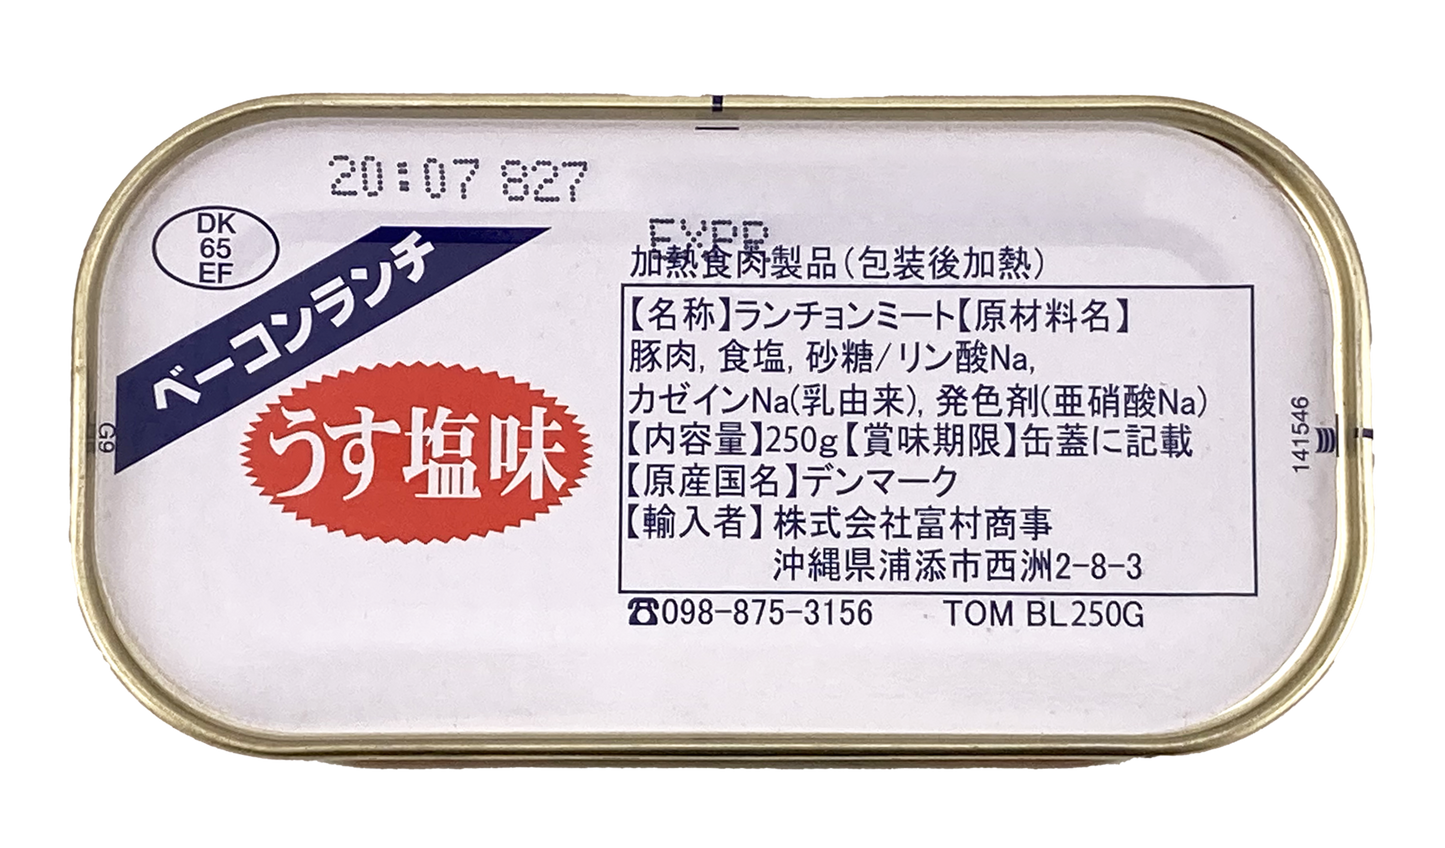 20:07 827
EXPR
DK
65
EF
ベーコンランチ
うす塩味
加熱食肉製品(包装後加熱)
【名称】ランチョンミート【原材料名】
豚肉, 食塩, 砂糖/リン酸Na,
カゼインNa(乳由来), 発色剤(亜硝酸Na)
【内容量】250g【賞味期限】缶蓋に記載
【原産国名】デンマーク
【輸入者】株式会社富村商事
沖縄県浦添市西洲2-8-3
☎098-875-3156 TOM BL250G
G9
141546